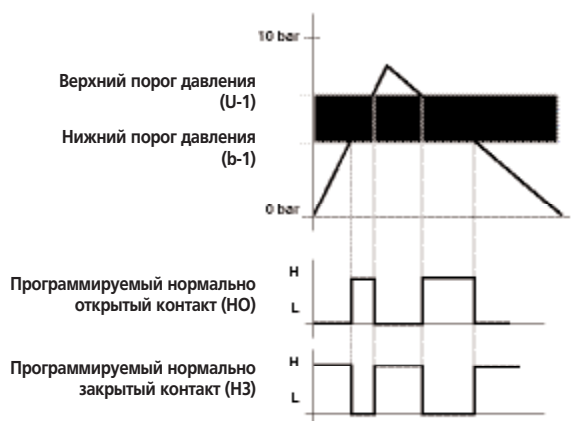 10 bar
Верхний порог давления
(U-1)
Нижний порог давления
(b-1)
0 bar
Программируемый нормально
открытый контакт (НО)
H
L
Программируемый нормально
закрытый контакт (НЗ)
H
L